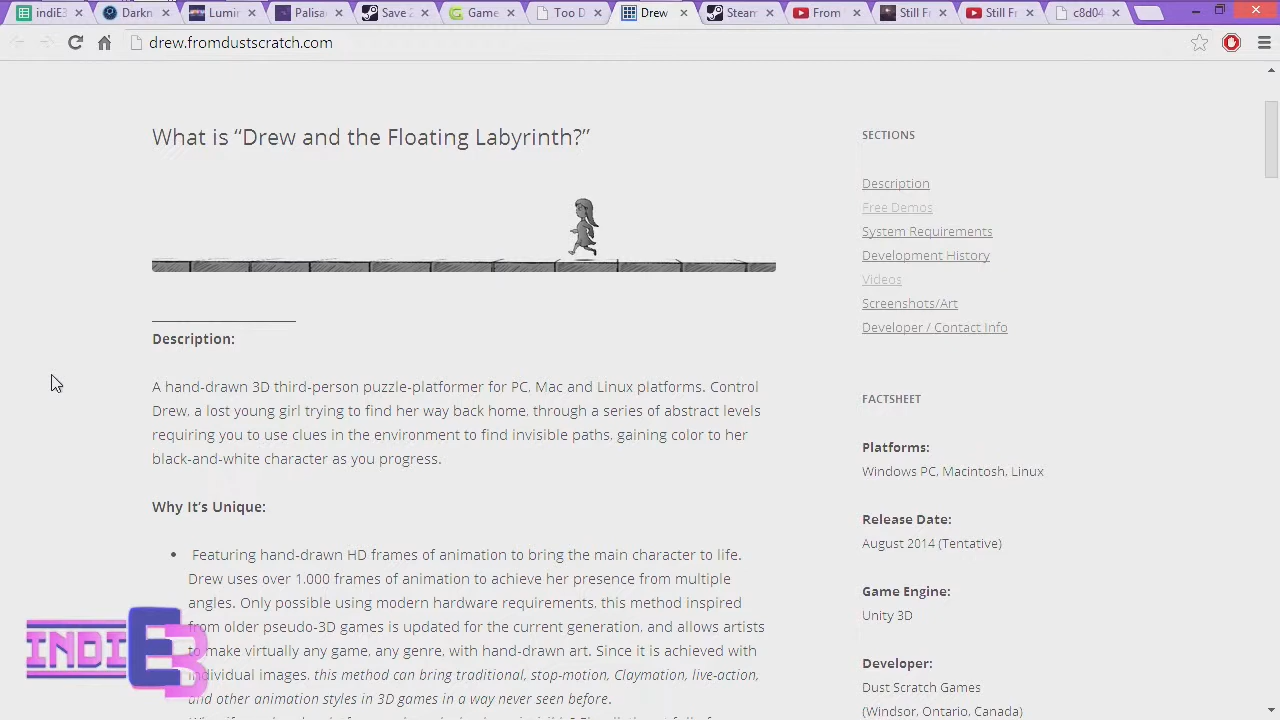 indiE3
Darkn
Lumin
Palisa
Save 2
Game
Too D
Drew
Steam
From
Still Fr
Still Fr
c8d04
drew.fromdustscratch.com
What is “Drew and the Floating Labyrinth?”
Description:
A hand-drawn 3D third-person puzzle-platformer for PC, Mac and Linux platforms. Control
Drew, a lost young girl trying to find her way back home, through a series of abstract levels
requiring you to use clues in the environment to find invisible paths, gaining color to her
black-and-white character as you progress.
Why It’s Unique:
• Featuring hand-drawn HD frames of animation to bring the main character to life.
Drew uses over 1,000 frames of animation to achieve her presence from multiple
angles. Only possible using modern hardware requirements, this method inspired
from older pseudo-3D games is updated for the current generation, and allows artists
to make virtually any game, any genre, with hand-drawn art. Since it is achieved with
individual images, this method can bring traditional, stop-motion, Claymation, live-action,
and other animation styles in 3D games in a way never seen before.
INDIE3
SECTIONS
Description
Free Demos
System Requirements
Development History
Videos
Screenshots/Art
Developer / Contact Info
FACTSHEET
Platforms:
Windows PC, Macintosh, Linux
Release Date:
August 2014 (Tentative)
Game Engine:
Unity 3D
Developer:
Dust Scratch Games
(Windsor, Ontario, Canada)